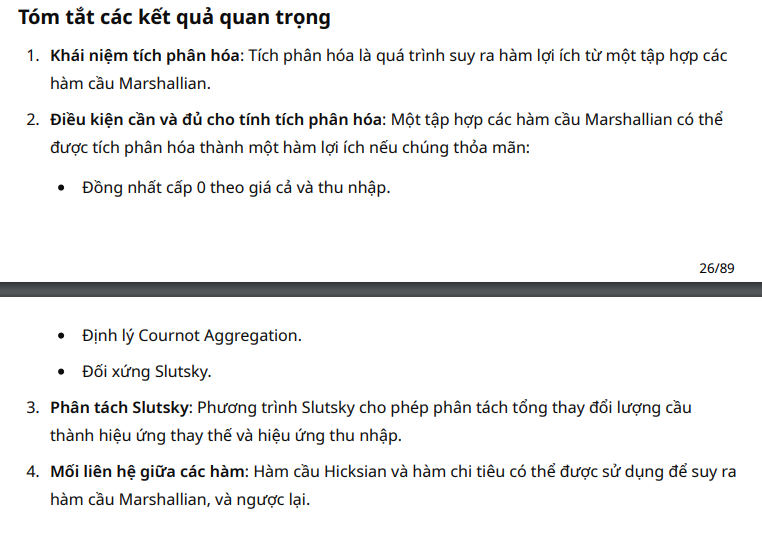 Tóm tắt các kết quả quan trọng
1. Khái niệm tích phân hóa: Tích phân hóa là quá trình suy ra hàm lợi ích từ một tập hợp các
hàm cầu Marshallian.
2. Điều kiện cần và đủ cho tính tích phân hóa: Một tập hợp các hàm cầu Marshallian có thể
được tích phân hóa thành một hàm lợi ích nếu chúng thỏa mãn:
• Đồng nhất cấp 0 theo giá cả và thu nhập.
26/89
• Định lý Cournot Aggregation.
• Đối xứng Slutsky.
3. Phân tách Slutsky: Phương trình Slutsky cho phép phân tách tổng thay đổi lượng cầu
thành hiệu ứng thay thế và hiệu ứng thu nhập.
4. Mối liên hệ giữa các hàm: Hàm cầu Hicksian và hàm chi tiêu có thể được sử dụng để suy ra
hàm cầu Marshallian, và ngược lại.